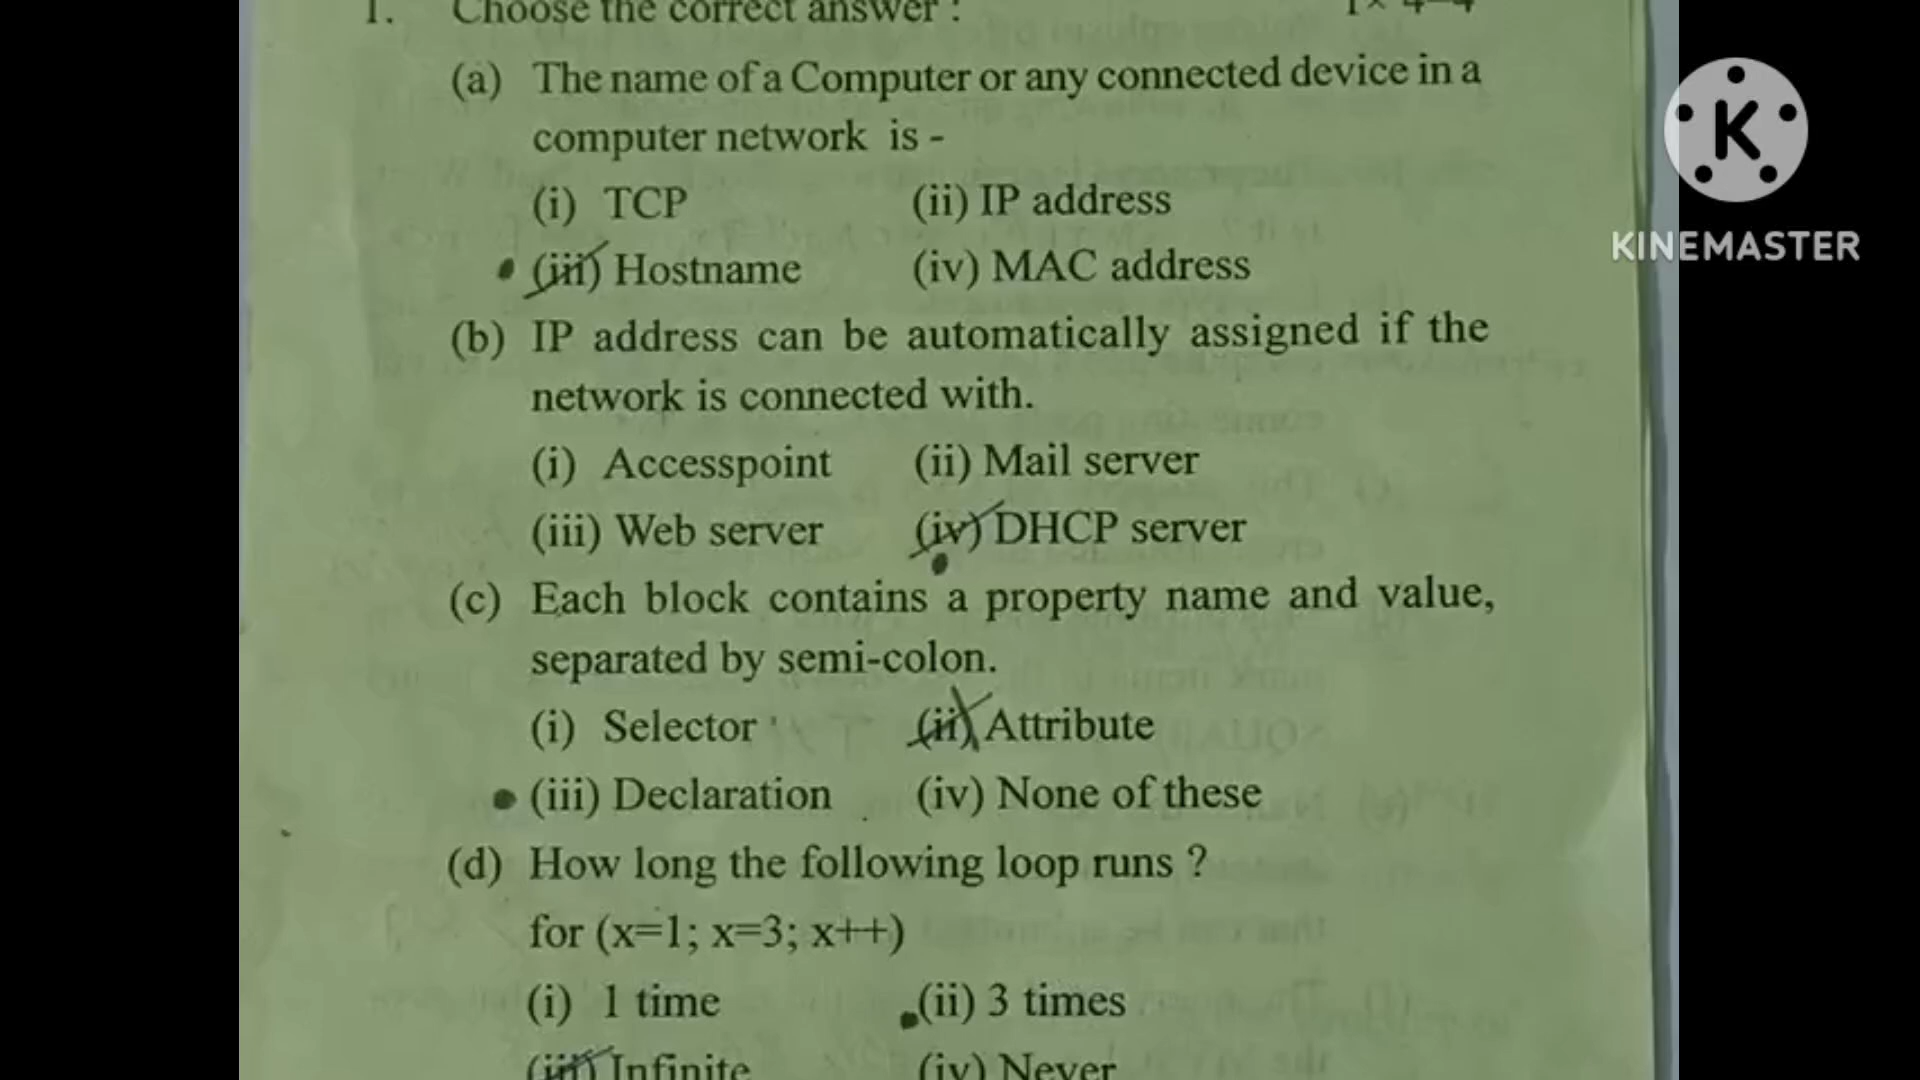 1. Choose the correct answer : 1×4=4
(a) The name of a Computer or any connected device in a
computer network is -
(i) TCP (ii) IP address
(iii) Hostname (iv) MAC address
(b) IP address can be automatically assigned if the
network is connected with.
(i) Accesspoint (ii) Mail server
(iii) Web server (iv) DHCP server
(c) Each block contains a property name and value,
separated by semi-colon.
(i) Selector (ii) Attribute
(iii) Declaration (iv) None of these
(d) How long the following loop runs ?
for (x=1; x=3; x++)
(i) 1 time (ii) 3 times
(iii) Infinite (iv) Never
K
KINEMASTER